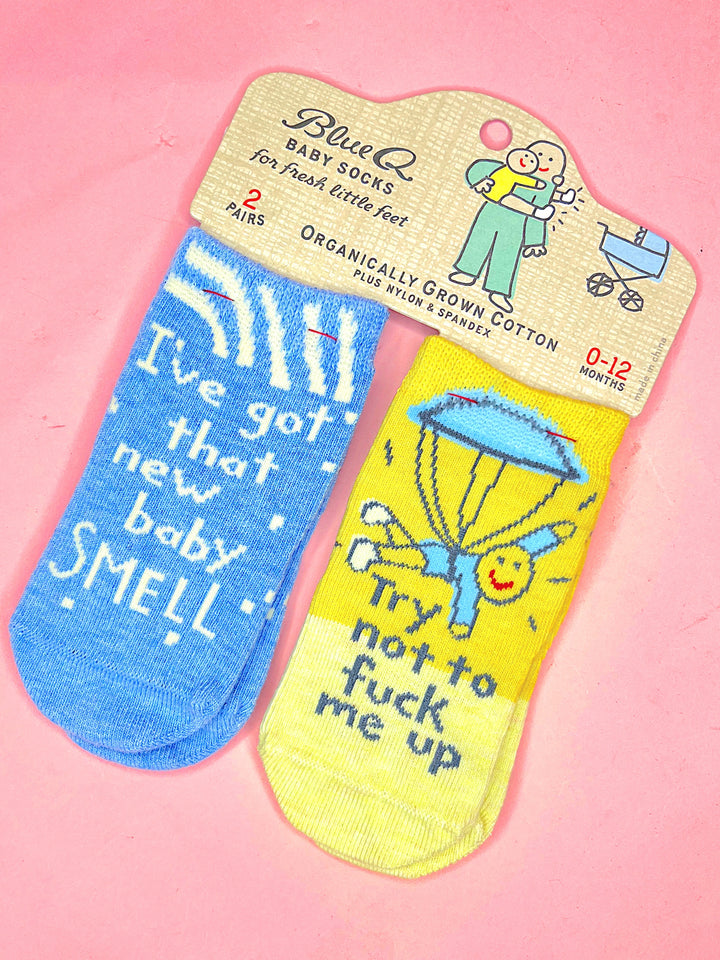 Blue Q
BABY SOCKS
for fresh little feet
2
PAIRS
ORGANICALLY GROWN COTTON
PLUS NYLON & SPANDEX
0-12
MONTHS
made in china
I've got
that
new
baby
SMELL
Try
not to
fuck
me up